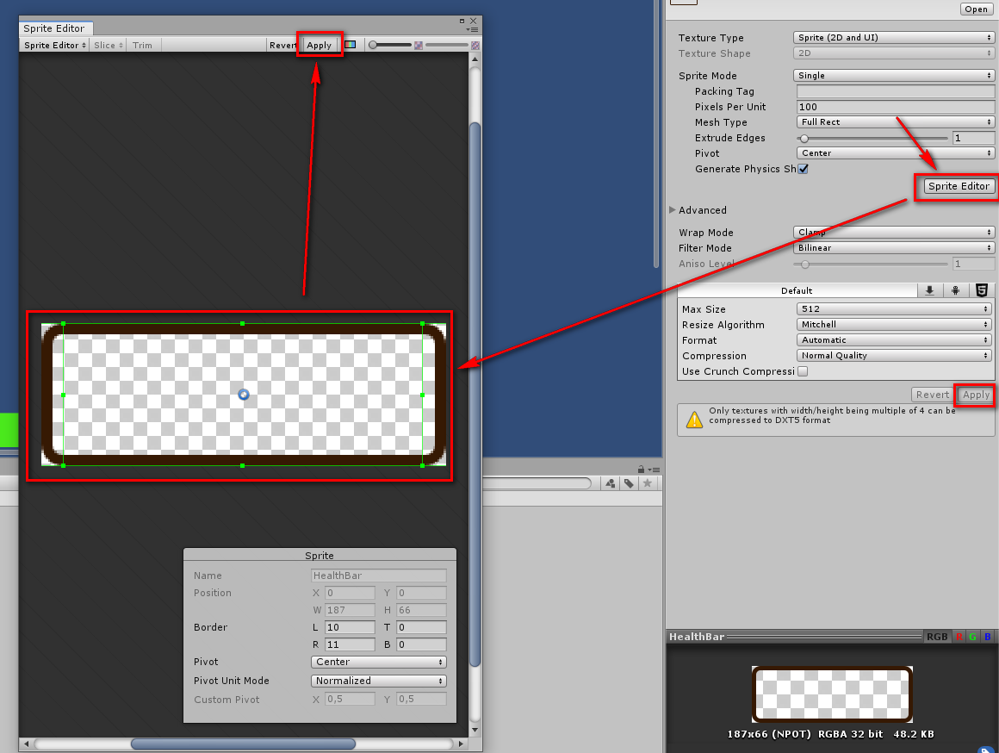 Sprite Editor
Sprite Editor Slice Trim Revert Apply
Sprite
Name HealthBar
Position X 0 Y 0
W 187 H 66
Border L 10 T 0
R 11 B 0
Pivot Center
Pivot Unit Mode Normalized
Custom Pivot X 0,5 Y 0,5
Open
Texture Type Sprite (2D and UI)
Texture Shape 2D
Sprite Mode Single
Packing Tag
Pixels Per Unit 100
Mesh Type Full Rect
Extrude Edges 1
Pivot Center
Generate Physics Sh
Sprite Editor
Advanced
Wrap Mode Clamp
Filter Mode Bilinear
Aniso Level 1
Default
Max Size 512
Resize Algorithm Mitchell
Format Automatic
Compression Normal Quality
Use Crunch Compressi
Revert Apply
Only textures with width/height being multiple of 4 can be
compressed to DXT5 format
HealthBar RGB R G B
187x66 (NPOT) RGBA 32 bit 48.2 KB